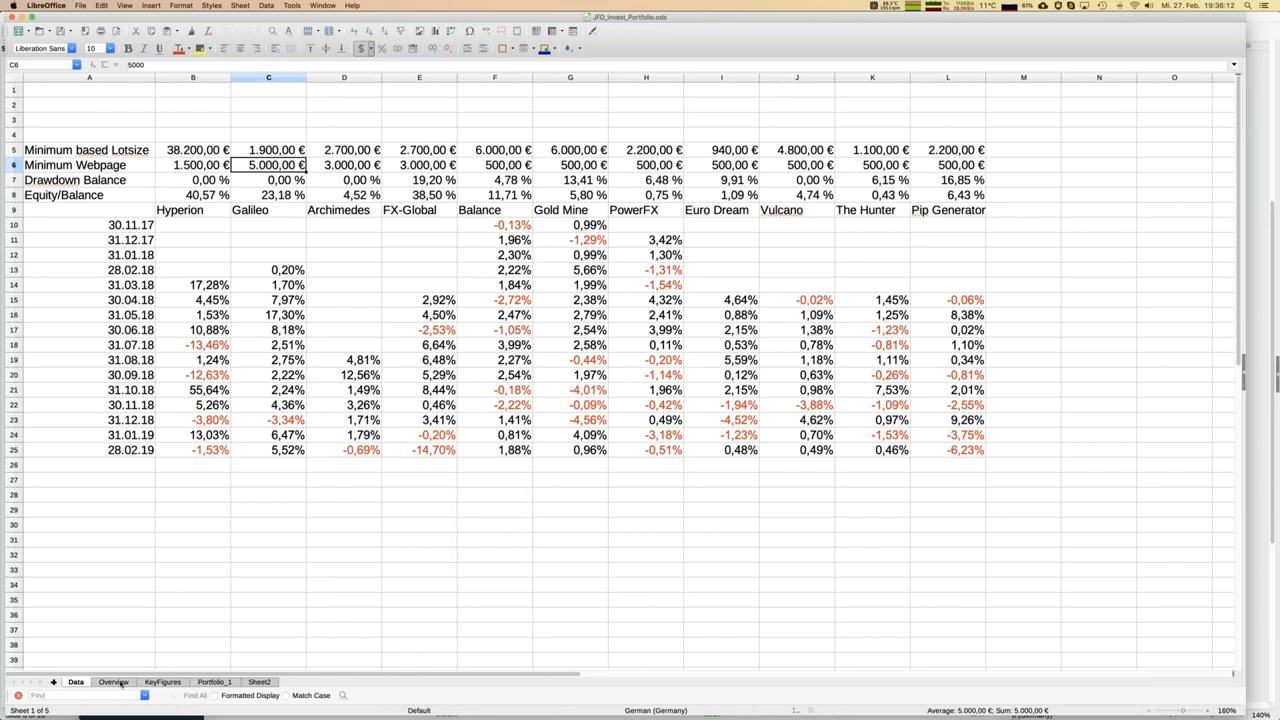 LibreOffice File Edit View Insert Format Styles Sheet Data Tools Window Help 11°C 61% Mi. 27. Feb. 19:36:12
JFD_Invest_Portfolio.ods
Liberation Sans 10
C6 5000
A B C D E F G H I J K L M N O
1
2
3
4
5 Minimum based Lotsize 38.200,00 € 1.900,00 € 2.700,00 € 2.700,00 € 6.000,00 € 6.000,00 € 2.200,00 € 940,00 € 4.800,00 € 1.100,00 € 2.200,00 €
6 Minimum Webpage 1.500,00 € 5.000,00 € 3.000,00 € 3.000,00 € 500,00 € 500,00 € 500,00 € 500,00 € 500,00 € 500,00 € 500,00 €
7 Drawdown Balance 0,00 % 0,00 % 0,00 % 19,20 % 4,78 % 13,41 % 6,48 % 9,91 % 0,00 % 6,15 % 16,85 %
8 Equity/Balance 40,57 % 23,18 % 4,52 % 38,50 % 11,71 % 5,80 % 0,75 % 1,09 % 4,74 % 0,43 % 6,43 %
9 Hyperion Galileo Archimedes FX-Global Balance Gold Mine PowerFX Euro Dream Vulcano The Hunter Pip Generator
10 30.11.17 -0,13% 0,99%
11 31.12.17 1,96% -1,29% 3,42%
12 31.01.18 2,30% 0,99% 1,30%
13 28.02.18 0,20% 2,22% 5,66% -1,31%
14 31.03.18 17,28% 1,70% 1,84% 1,99% -1,54%
15 30.04.18 4,45% 7,97% 2,92% -2,72% 2,38% 4,32% 4,64% -0,02% 1,45% -0,06%
16 31.05.18 1,53% 17,30% 4,50% 2,47% 2,79% 2,41% 0,88% 1,09% 1,25% 8,38%
17 30.06.18 10,88% 8,18% -2,53% -1,05% 2,54% 3,99% 2,15% 1,38% -1,23% 0,02%
18 31.07.18 -13,46% 2,51% 6,64% 3,99% 2,58% 0,11% 0,53% 0,78% -0,81% 1,10%
19 31.08.18 1,24% 2,75% 4,81% 6,48% 2,27% -0,44% -0,20% 5,59% 1,18% 1,11% 0,34%
20 30.09.18 -12,63% 2,22% 12,56% 5,29% 2,54% 1,97% -1,14% 0,12% 0,63% -0,26% -0,81%
21 31.10.18 55,64% 2,24% 1,49% 8,44% -0,18% -4,01% 1,96% 2,15% 0,98% 7,53% 2,01%
22 30.11.18 5,26% 4,36% 3,26% 0,46% -2,22% -0,09% -0,42% -1,94% -3,88% -1,09% -2,55%
23 31.12.18 -3,80% -3,34% 1,71% 3,41% 1,41% -4,56% 0,49% -4,52% 4,62% 0,97% 9,26%
24 31.01.19 13,03% 6,47% 1,79% -0,20% 0,81% 4,09% -3,18% -1,23% 0,70% -1,53% -3,75%
25 28.02.19 -1,53% 5,52% -0,69% -14,70% 1,88% 0,96% -0,51% 0,48% 0,49% 0,46% -6,23%
26
27
28
29
30
31
32
33
34
35
36
37
38
39
Data Overview KeyFigures Portfolio_1 Sheet2
Find Find All Formatted Display Match Case
Sheet 1 of 5 Default German (Germany) Average: 5.000,00 €; Sum: 5.000,00 € 160%
140%